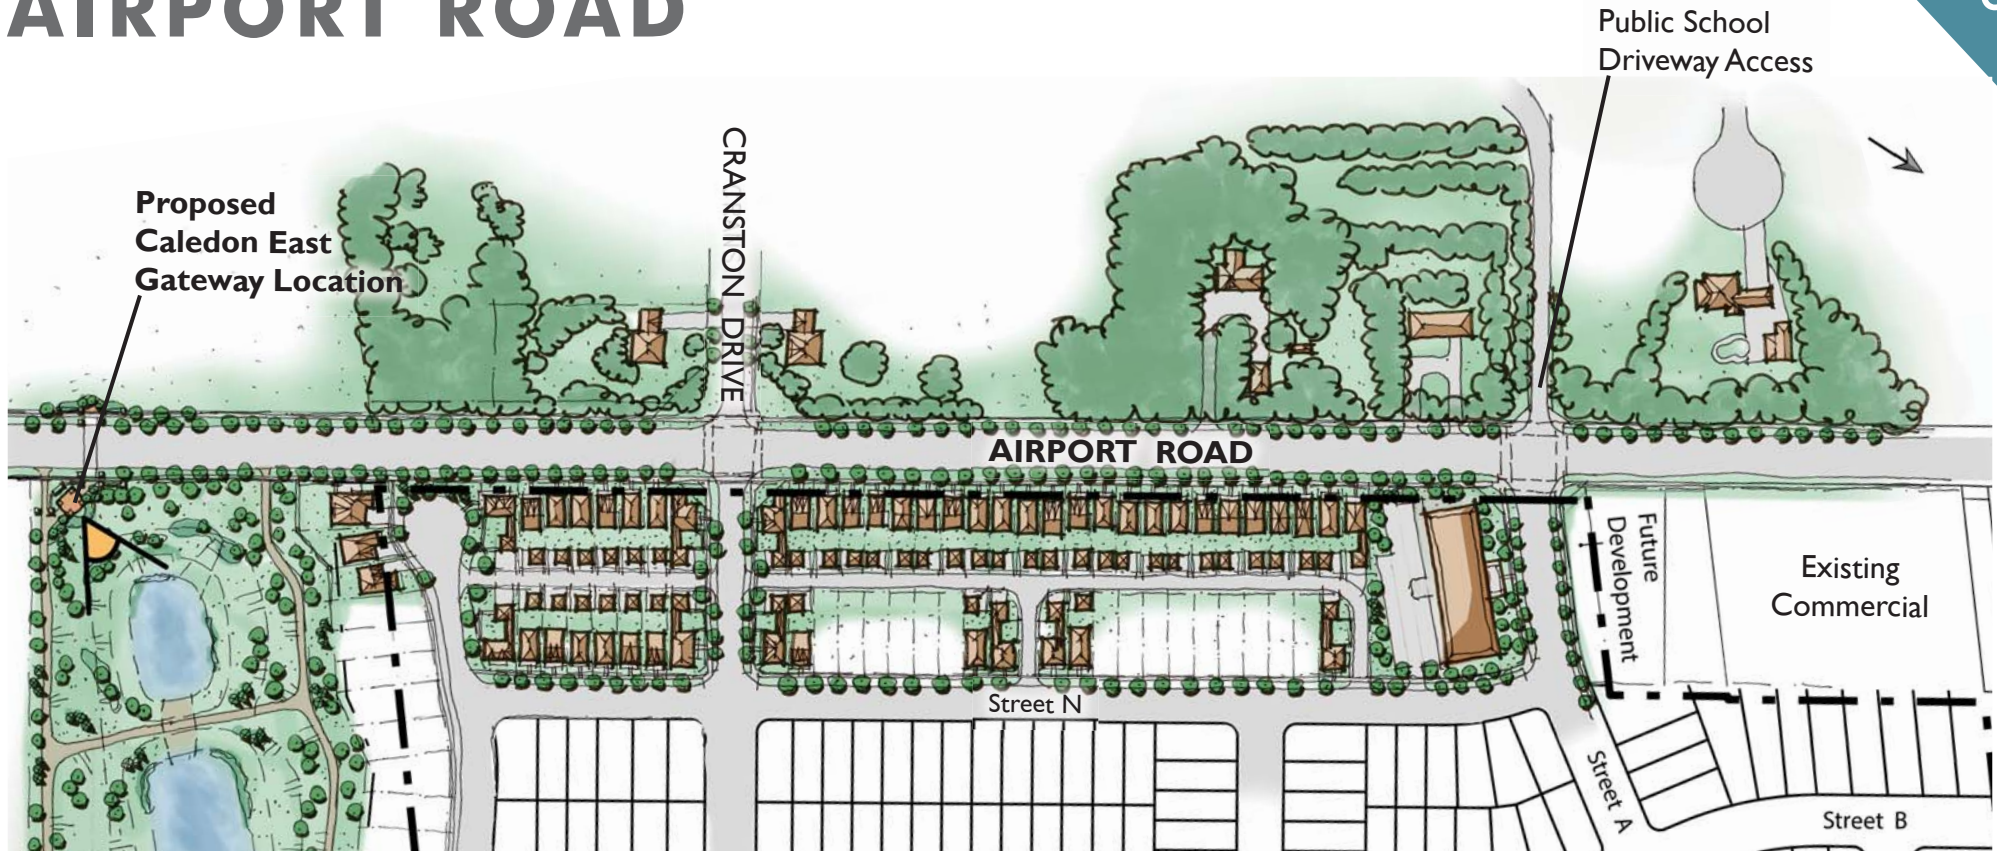 AIRPORT ROAD
Public School
Driveway Access
CRANSTON DRIVE
Proposed
Caledon East
Gateway Location
AIRPORT ROAD
Future
Development
Existing
Commercial
Street N
Street A
Street B